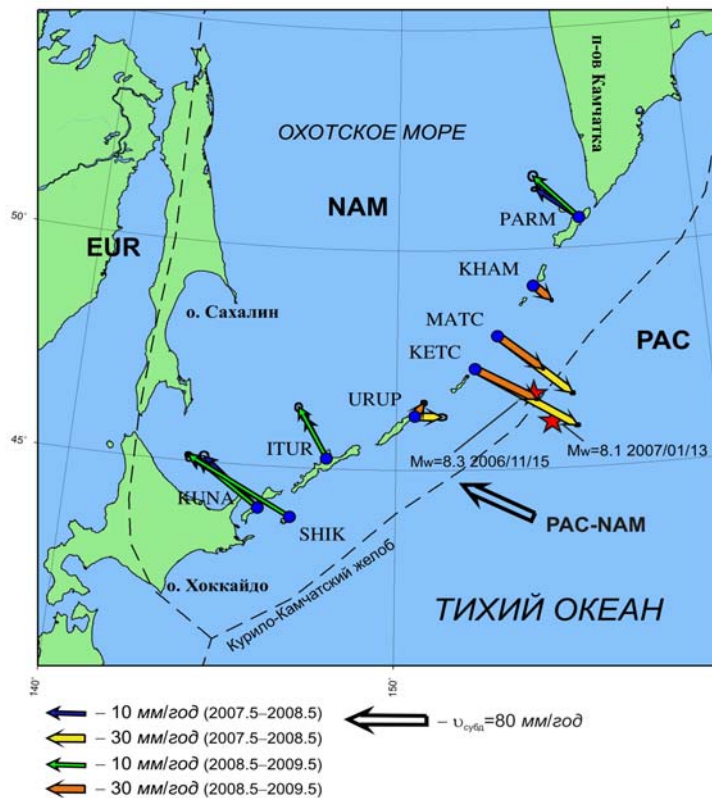 п-ов Камчатка
ОХОТСКОЕ МОРЕ
NAM
PARM
50°
EUR
KHAM
о. Сахалин
MATC
PAC
KETC
URUP
45°
ITUR
Mw=8.1 2007/01/13
Mw=8.3 2006/11/15
KUNA
SHIK
PAC-NAM
о. Хоккайдо
Курило-Камчатский желоб
ТИХИЙ ОКЕАН
140°
150°
– 10 мм/год (2007.5–2008.5)
– υсубд=80 мм/год
– 30 мм/год (2007.5–2008.5)
– 10 мм/год (2008.5–2009.5)
– 30 мм/год (2008.5–2009.5)